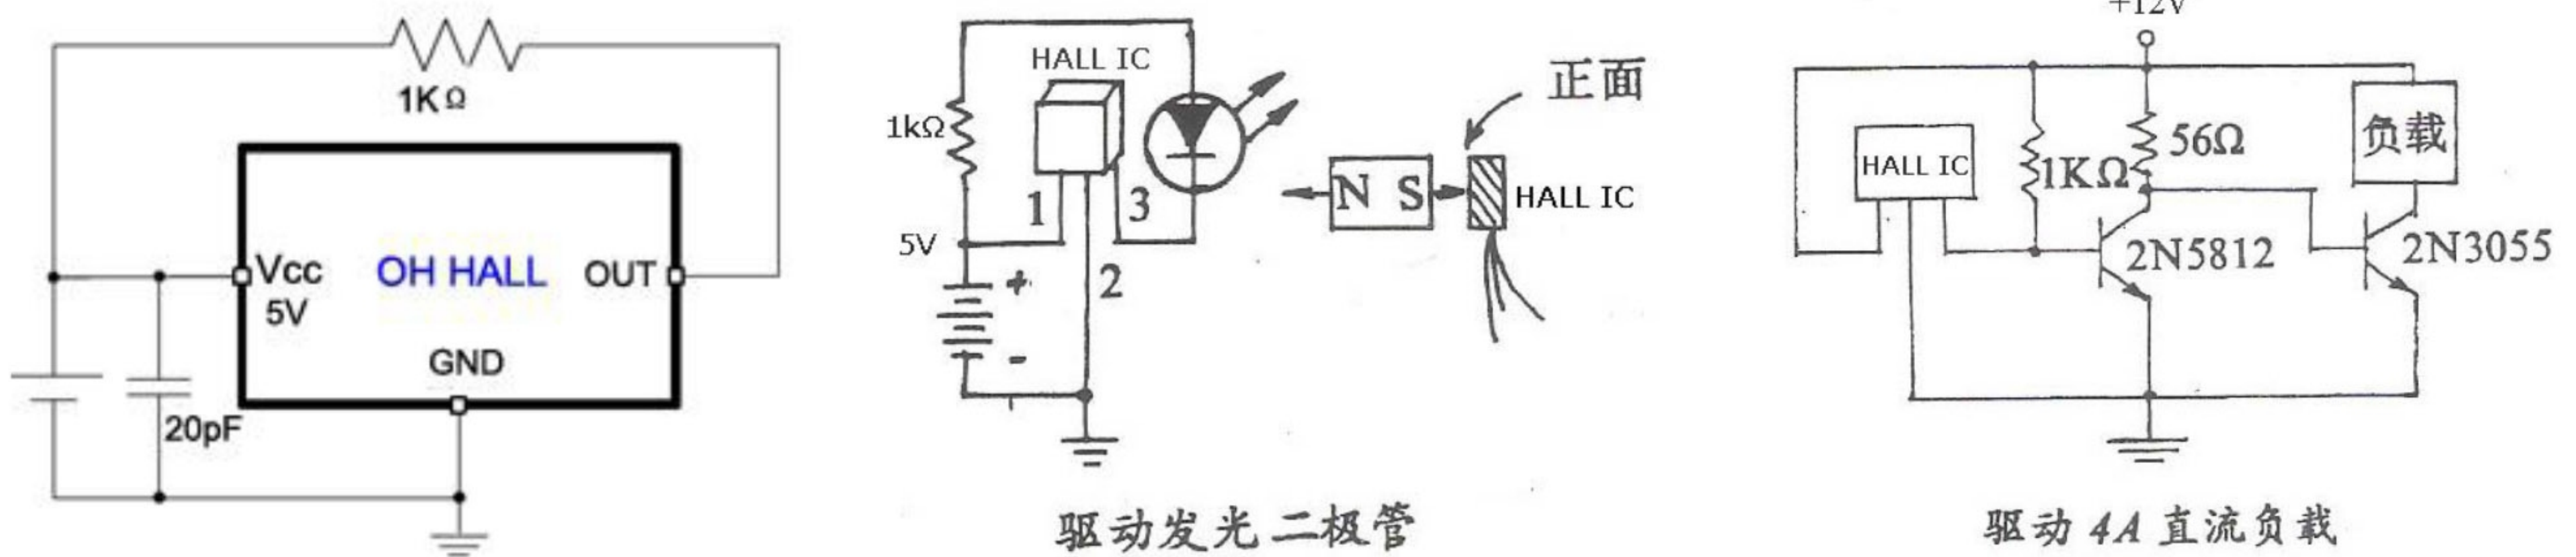 1KΩ
Vcc
5V
OH HALL
OUT
GND
20pF
HALL IC
1kΩ
1
3
5V
+
2
-
正面
N S
HALL IC
驱动发光二极管
+12V
HALL IC
1KΩ
56Ω
负载
2N5812
2N3055
驱动4A直流负载